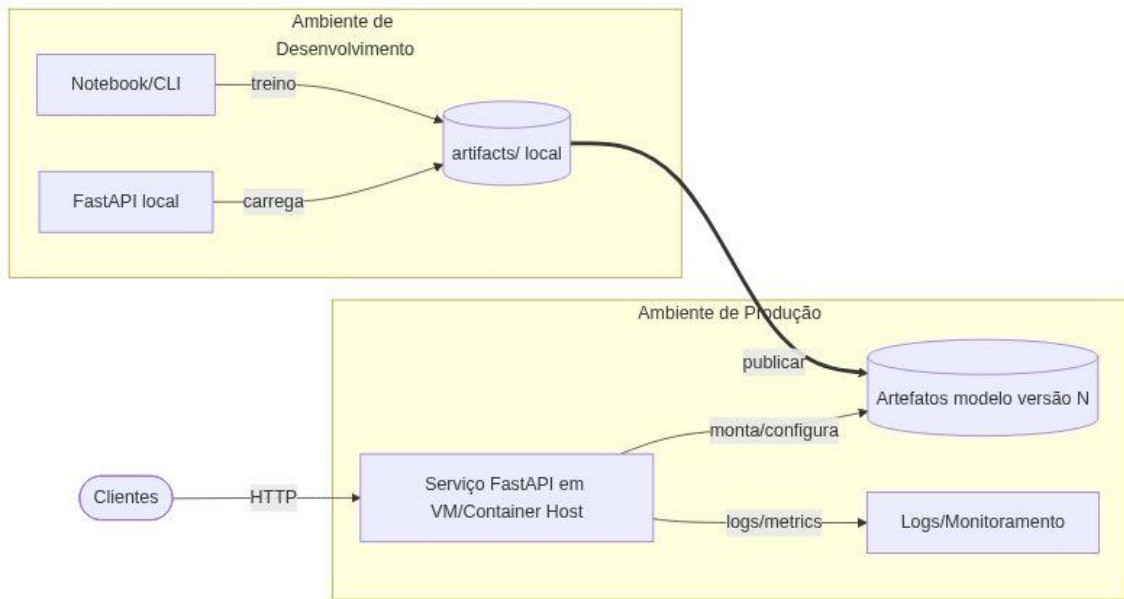 Ambiente de
Desenvolvimento
Notebook/CLI
treino
artifacts/ local
FastAPI local
carrega
Ambiente de Produção
publicar
Artefatos modelo versão N
monta/configura
Clientes
HTTP
Serviço FastAPI em
VM/Container Host
logs/metrics
Logs/Monitoramento